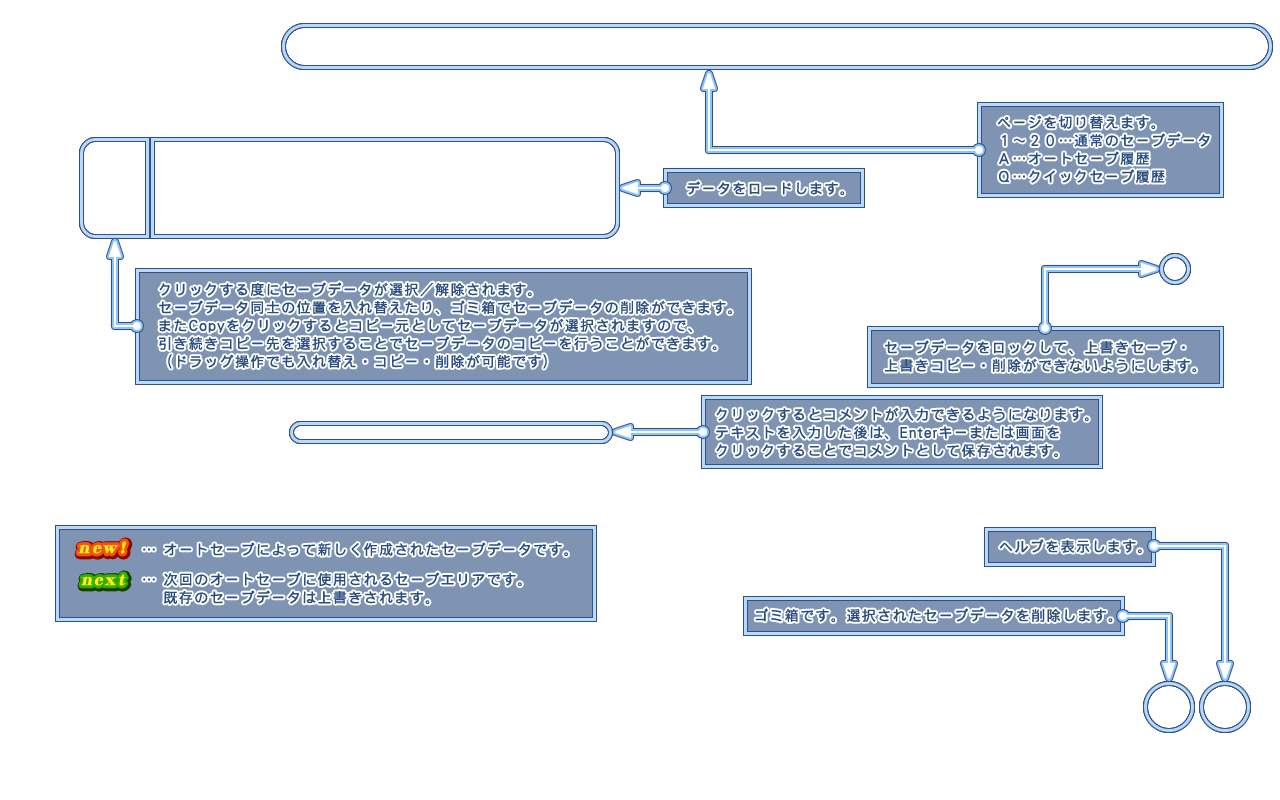 ページを切り替えます。
１～２０…通常のセーブデータ
Ａ…オートセーブ履歴
Ｑ…クイックセーブ履歴
データをロードします。
クリックする度にセーブデータが選択／解除されます。
セーブデータ同士の位置を入れ替えたり、ゴミ箱でセーブデータの削除ができます。
またCopyをクリックするとコピー元としてセーブデータが選択されますので、
引き続きコピー先を選択することでセーブデータのコピーを行うことができます。
（ドラッグ操作でも入れ替え・コピー・削除が可能です）
セーブデータをロックして、上書きセーブ・
上書きコピー・削除ができないようにします。
クリックするとコメントが入力できるようになります。
テキストを入力した後は、Enterキーまたは画面を
クリックすることでコメントとして保存されます。
new! … オートセーブによって新しく作成されたセーブデータです。
next … 次回のオートセーブに使用されるセーブエリアです。
既存のセーブデータは上書きされます。
ヘルプを表示します。
ゴミ箱です。選択されたセーブデータを削除します。